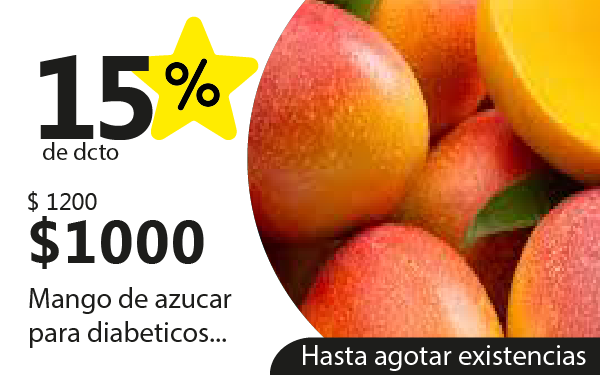 15%
de dcto
$ 1200
$1000
Mango de azucar
para diabeticos...
Hasta agotar existencias